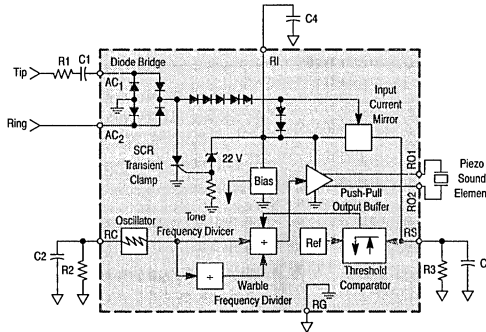 C4
R1
C1
Diode Bridge
RI
Tip
AC1
Input
Current
Mirror
Ring
AC2
SCR
Transient
Clamp
22 V
Bias
RO1
RO2
Piezo
Sound
Element
Push-Pull
Output Buffer
Tone
Frequency Divicer
RC
Oscillator
÷
Ref
RS
C2
R2
÷
Warble
Frequency Divider
Threshold
Comparator
R3
C
RG